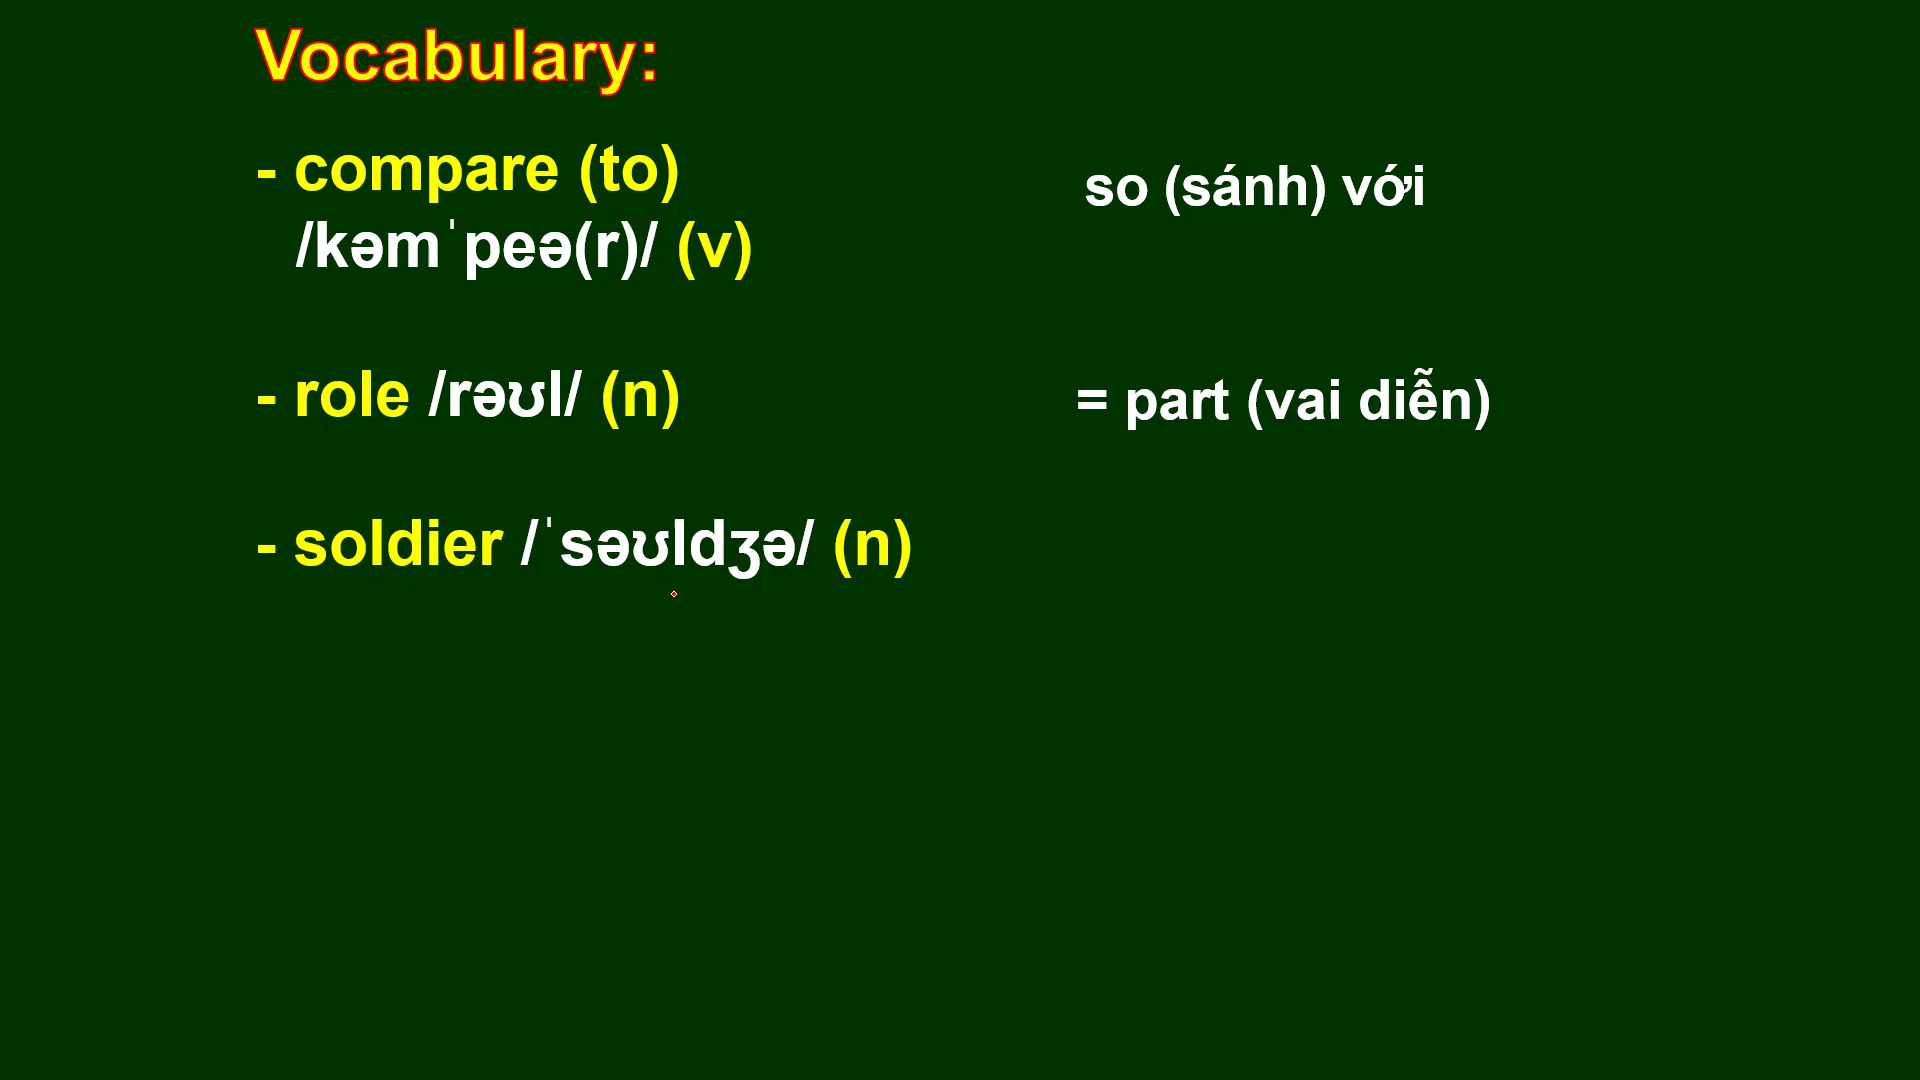 Vocabulary:
- compare (to)
so (sánh) với
/kəmˈpeə(r)/ (v)
- role /rəʊl/ (n)
= part (vai diễn)
- soldier /ˈsəʊldʒə/ (n)